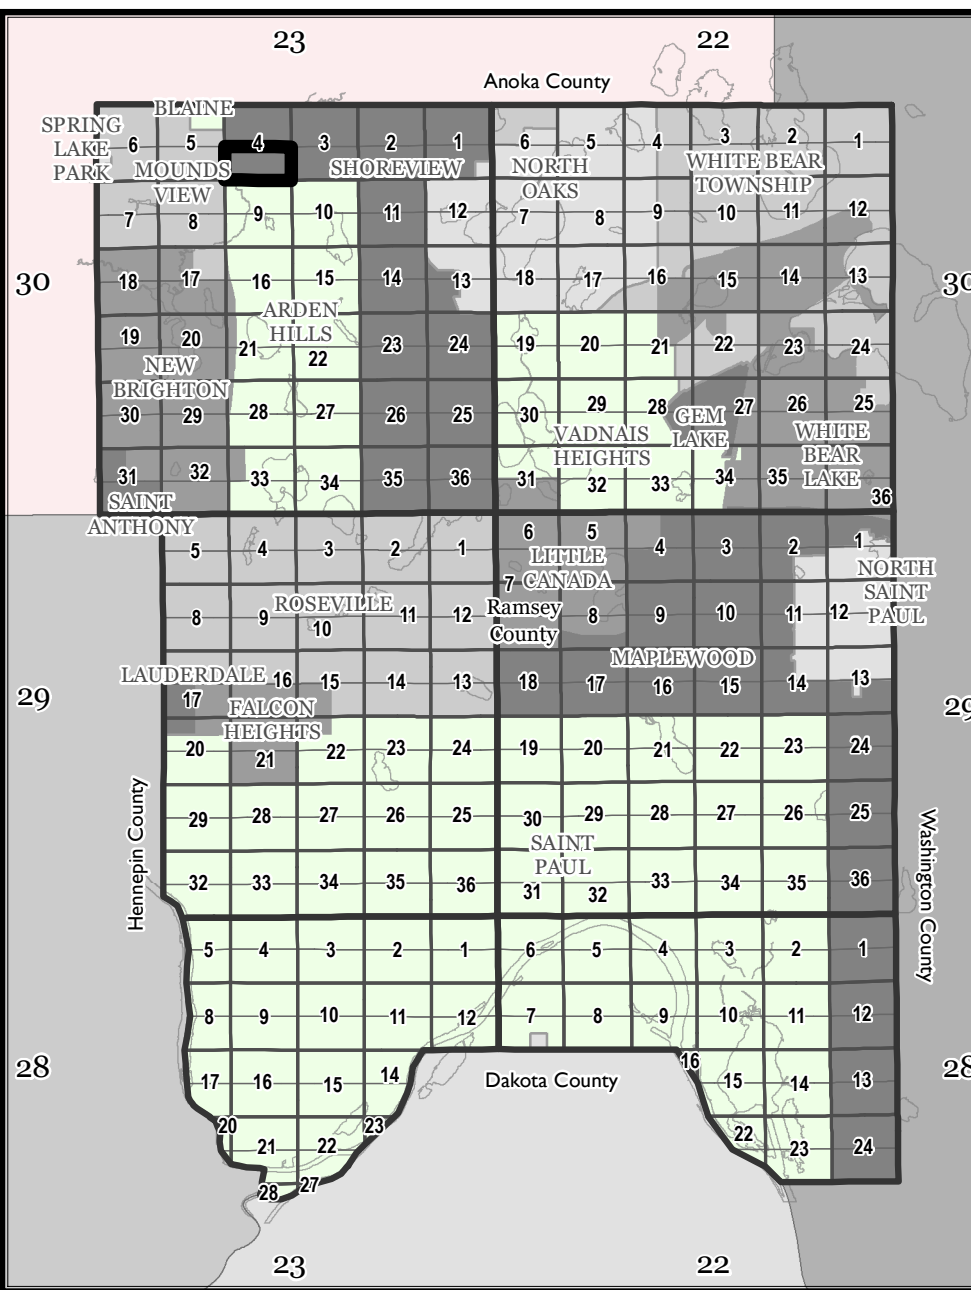 23 22
Anoka County
BLAINE
SPRING
LAKE
PARK
6 5 4 3 2 1 6 5 4 3 2 1
MOUNDS
VIEW
SHOREVIEW
NORTH
OAKS
WHITE BEAR
TOWNSHIP
7 8 9 10 11 12 7 8 9 10 11 12
30 18 17 16 15 14 13 18 17 16 15 14 13 30
ARDEN
HILLS
19 20 21 22 23 24 19 20 21 22 23 24
NEW
BRIGHTON
30 29 28 27 26 25 30 29 28 27 26 25
GEM
LAKE
VADNAIS
HEIGHTS
WHITE
BEAR
LAKE
31 32 33 34 35 36 31 32 33 34 35 36
SAINT
ANTHONY
5 4 3 2 1 6 5 4 3 2 1
LITTLE
CANADA
NORTH
SAINT
PAUL
8 9 10 11 12 7 8 9 10 11 12
ROSEVILLE
Ramsey
County
MAPLEWOOD
LAUDERDALE
29 17 16 15 14 13 18 17 16 15 14 13 29
FALCON
HEIGHTS
20 21 22 23 24 19 20 21 22 23 24
29 28 27 26 25 30 29 28 27 26 25
Hennepin County
Washington County
SAINT
PAUL
32 33 34 35 36 31 32 33 34 35 36
5 4 3 2 1 6 5 4 3 2 1
8 9 10 11 12 7 8 9 10 11 12
28 17 16 15 14 16 15 14 13 28
Dakota County
20 21 22 23 22 23 24
28 27
23 22